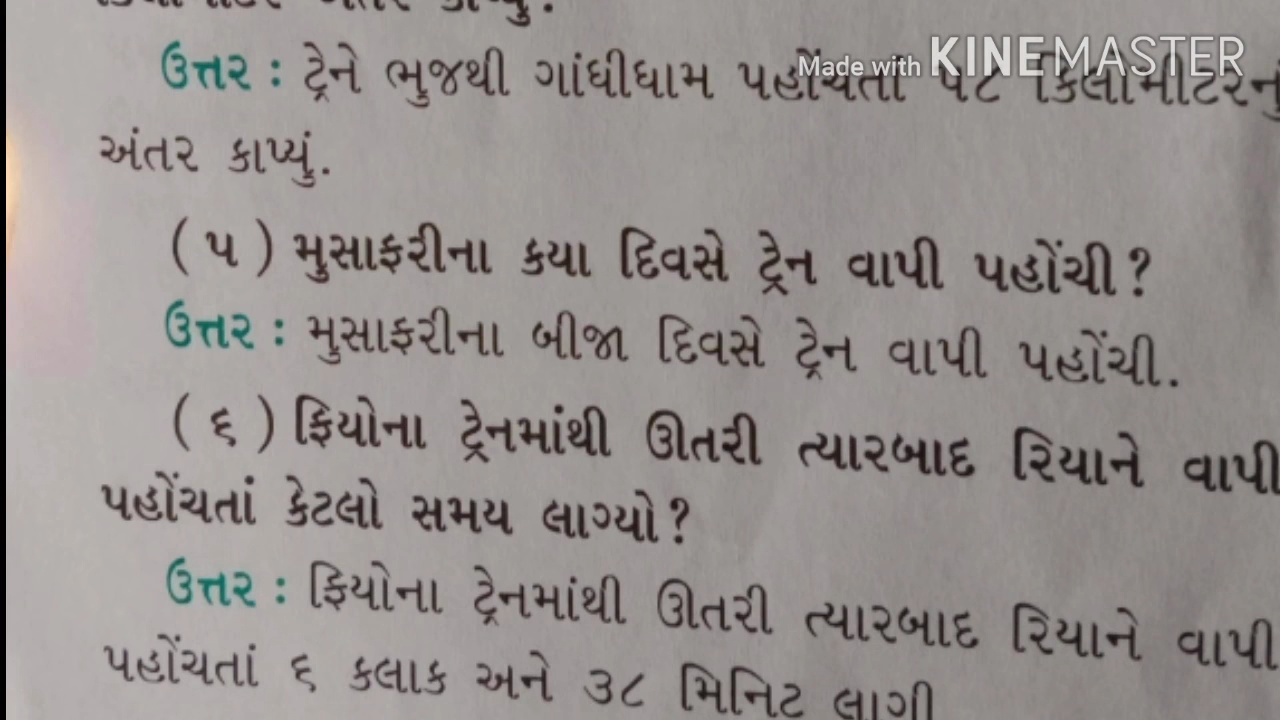 ઉત્તર : ટ્રેને ભુજથી ગાંધીધામ પહોંચતા ૫૮ કિલોમીટરનું
Made with KINEMASTER
અંતર કાપ્યું.
( ૫ ) મુસાફરીના કયા દિવસે ટ્રેન વાપી પહોંચી ?
ઉત્તર : મુસાફરીના બીજા દિવસે ટ્રેન વાપી પહોંચી.
( ૬ ) ફિયોના ટ્રેનમાંથી ઊતરી ત્યારબાદ રિયાને વાપી
પહોંચતાં કેટલો સમય લાગ્યો ?
ઉત્તર : ફિયોના ટ્રેનમાંથી ઊતરી ત્યારબાદ રિયાને વાપી
પહોંચતાં ૬ કલાક અને ૩૮ મિનિટ લાગી